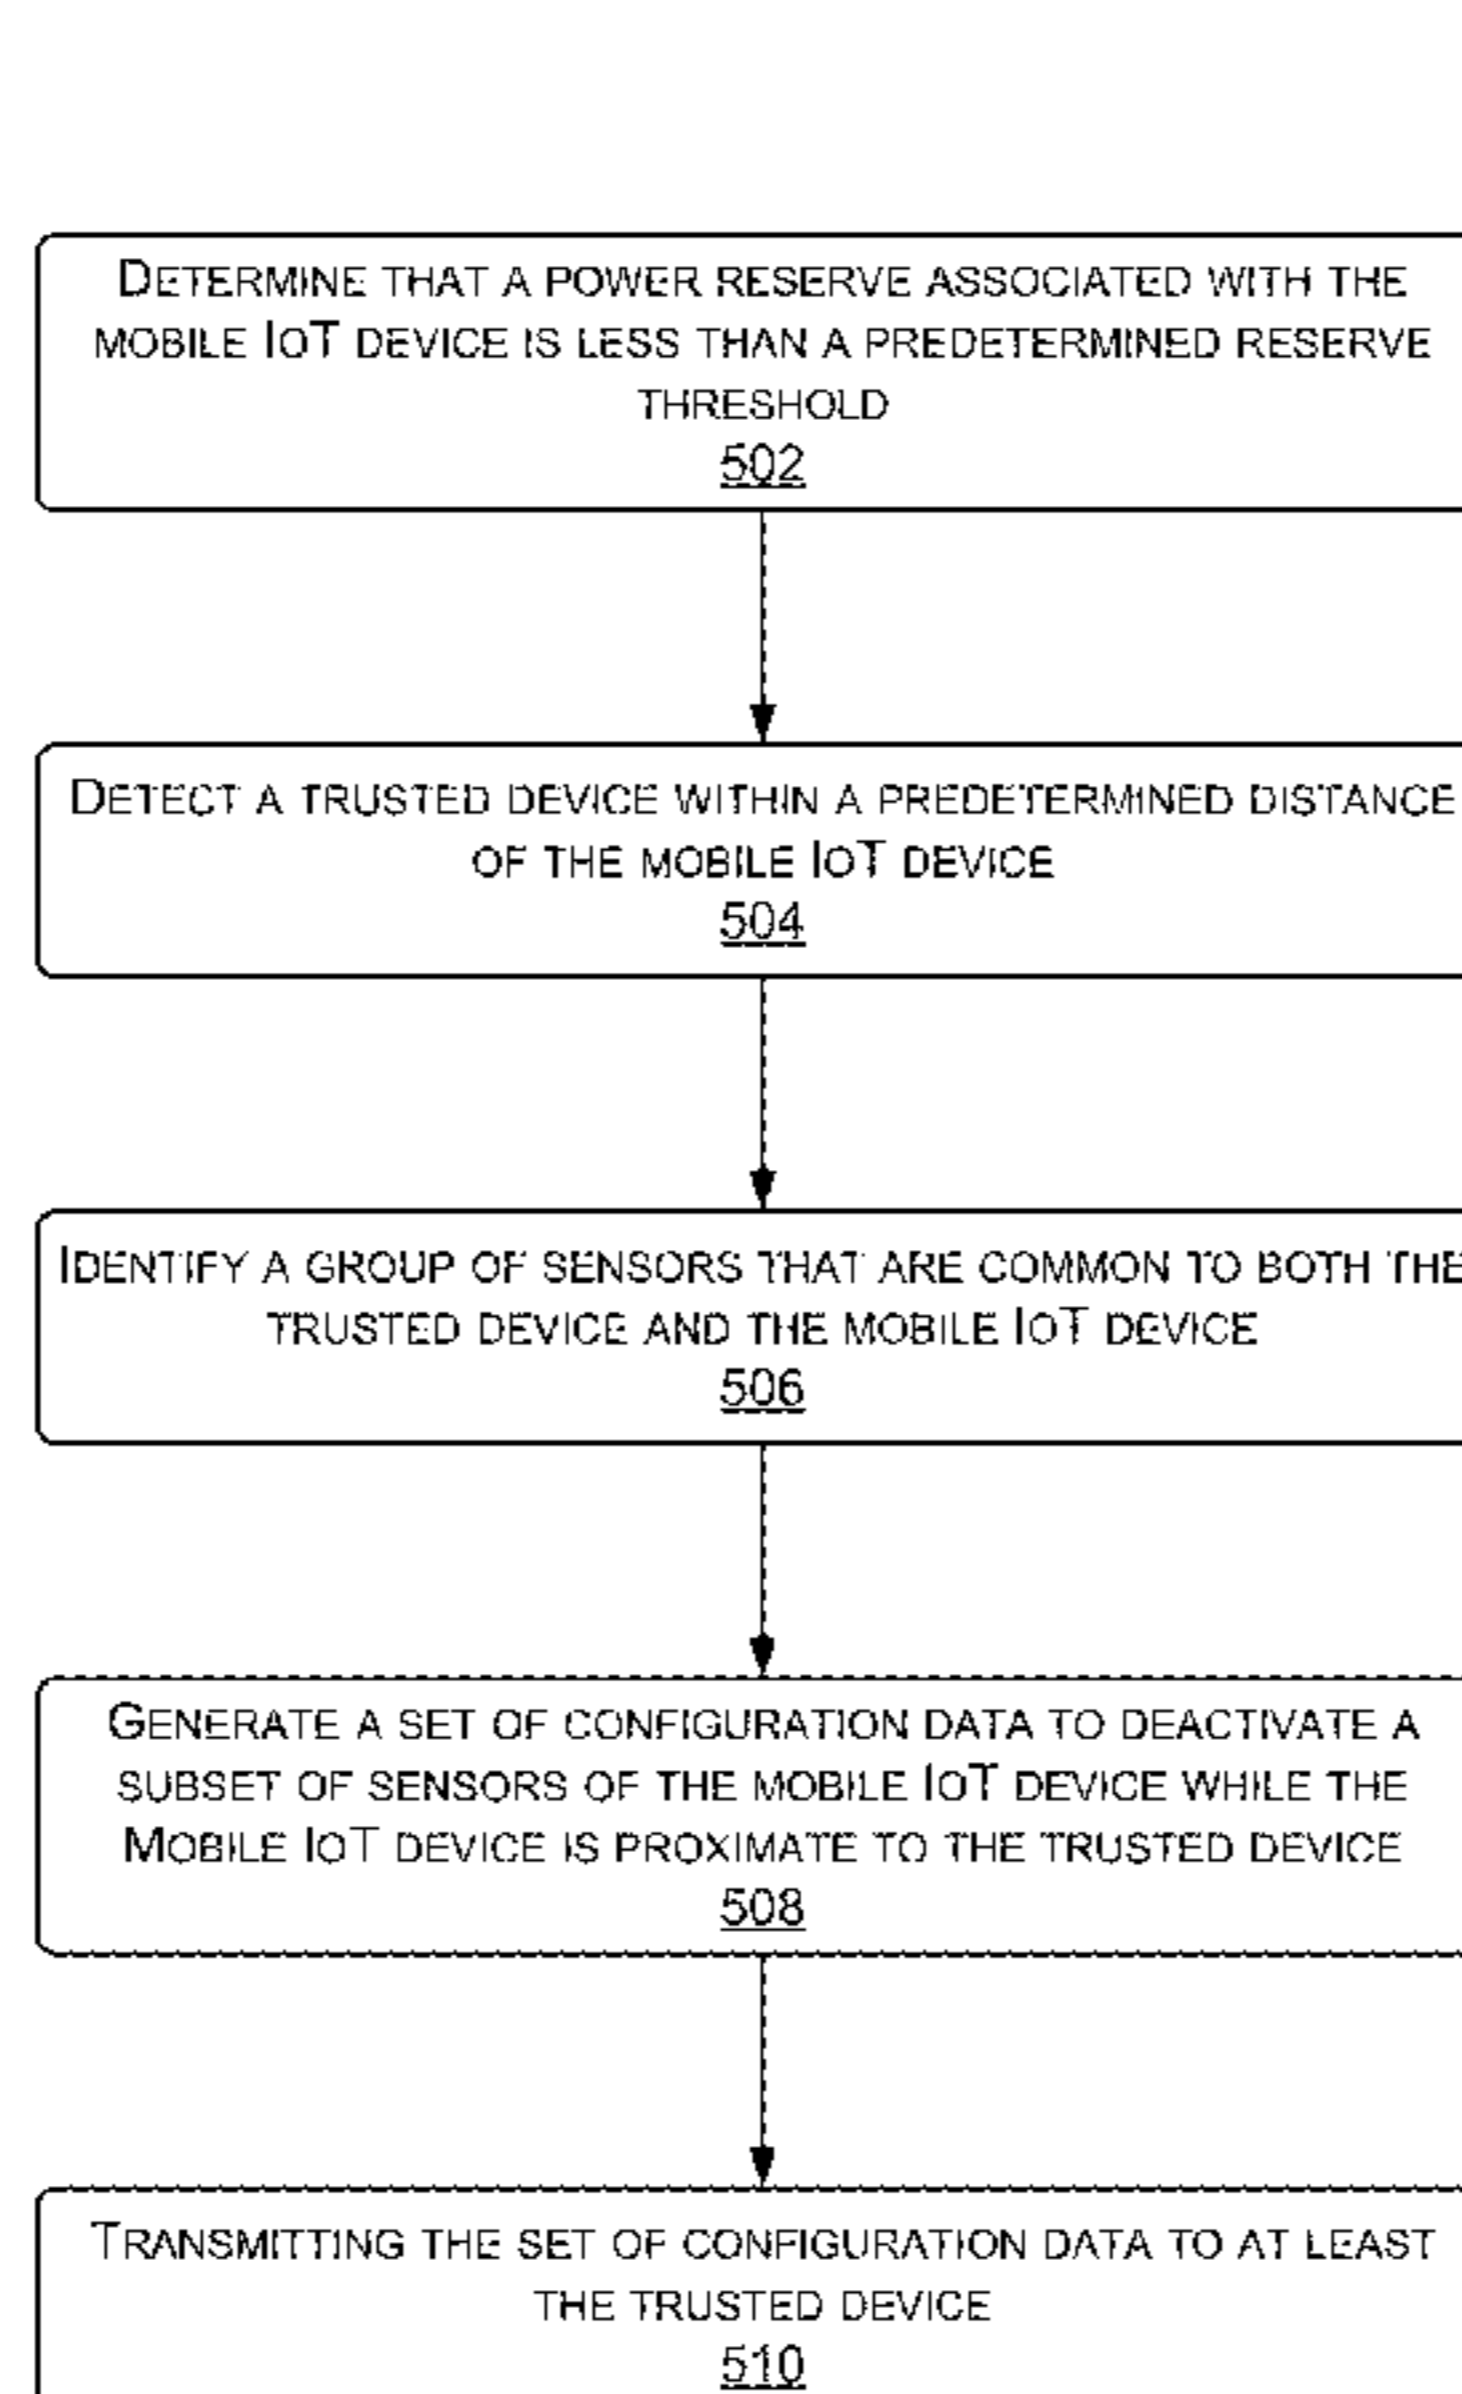 DETERMINE THAT A POWER RESERVE ASSOCIATED WITH THE
MOBILE IOT DEVICE IS LESS THAN A PREDETERMINED RESERVE
THRESHOLD
502
DETECT A TRUSTED DEVICE WITHIN A PREDETERMINED DISTANCE
OF THE MOBILE IOT DEVICE
504
IDENTIFY A GROUP OF SENSORS THAT ARE COMMON TO BOTH THE
TRUSTED DEVICE AND THE MOBILE IOT DEVICE
506
GENERATE A SET OF CONFIGURATION DATA TO DEACTIVATE A
SUBSET OF SENSORS OF THE MOBILE IOT DEVICE WHILE THE
MOBILE IOT DEVICE IS PROXIMATE TO THE TRUSTED DEVICE
508
TRANSMITTING THE SET OF CONFIGURATION DATA TO AT LEAST
THE TRUSTED DEVICE
510